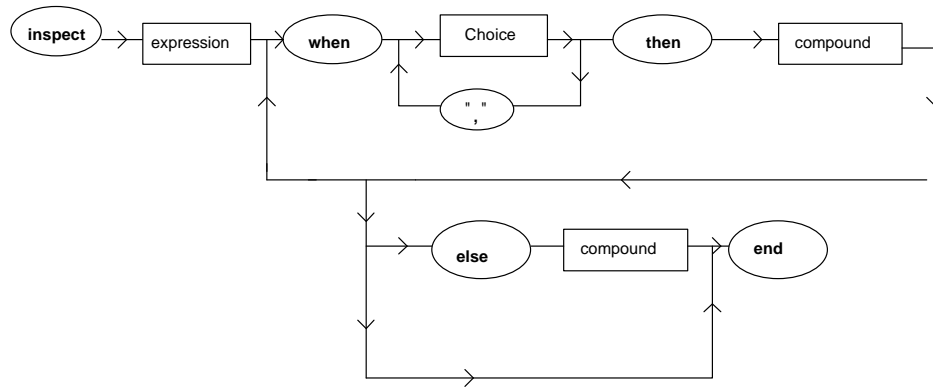 inspect expression when Choice then compound
" , "
else compound end